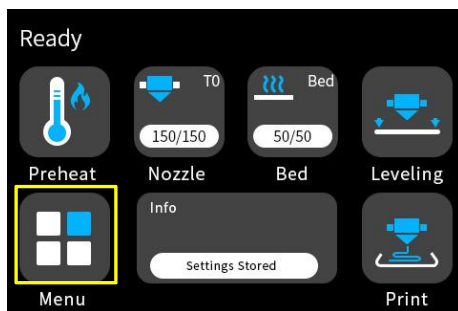 Ready
T0
Bed
150/150
50/50
Preheat
Nozzle
Bed
Leveling
Info
Settings Stored
Menu
Print